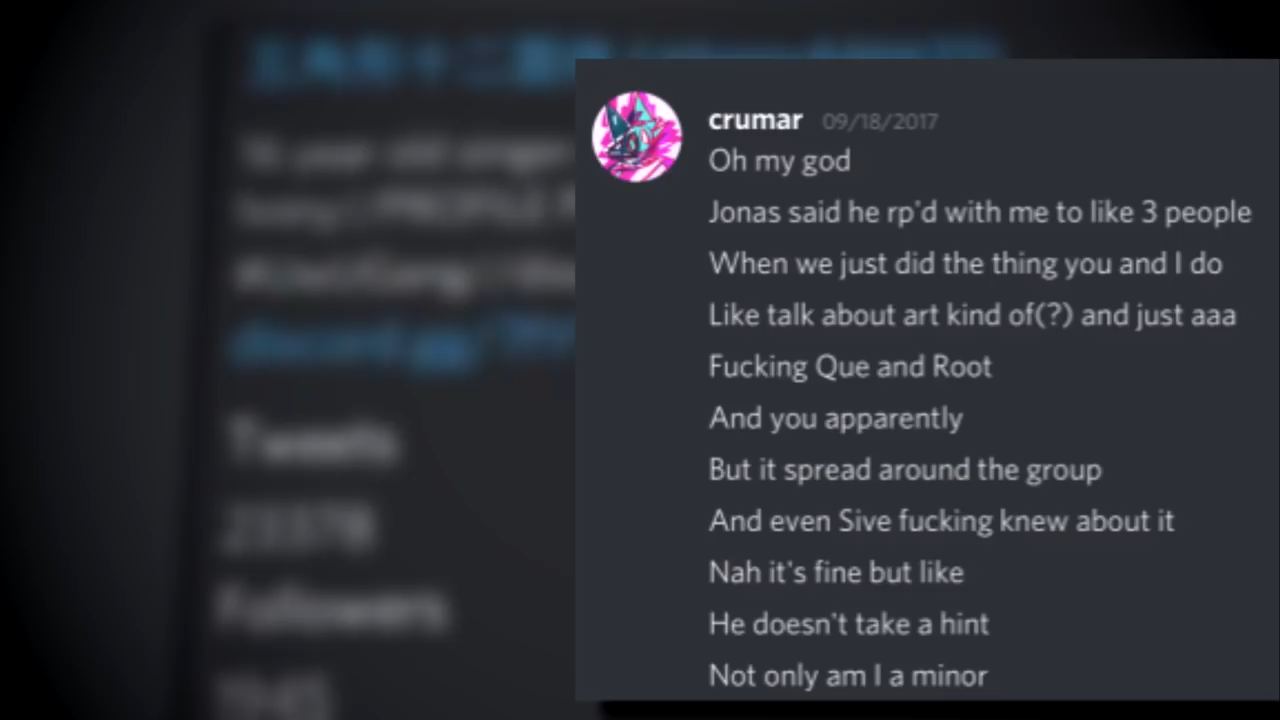 Tweets
Followers
crumar 09/18/2017
Oh my god
Jonas said he rp'd with me to like 3 people
When we just did the thing you and I do
Like talk about art kind of(?) and just aaa
Fucking Que and Root
And you apparently
But it spread around the group
And even Sive fucking knew about it
Nah it's fine but like
He doesn't take a hint
Not only am I a minor